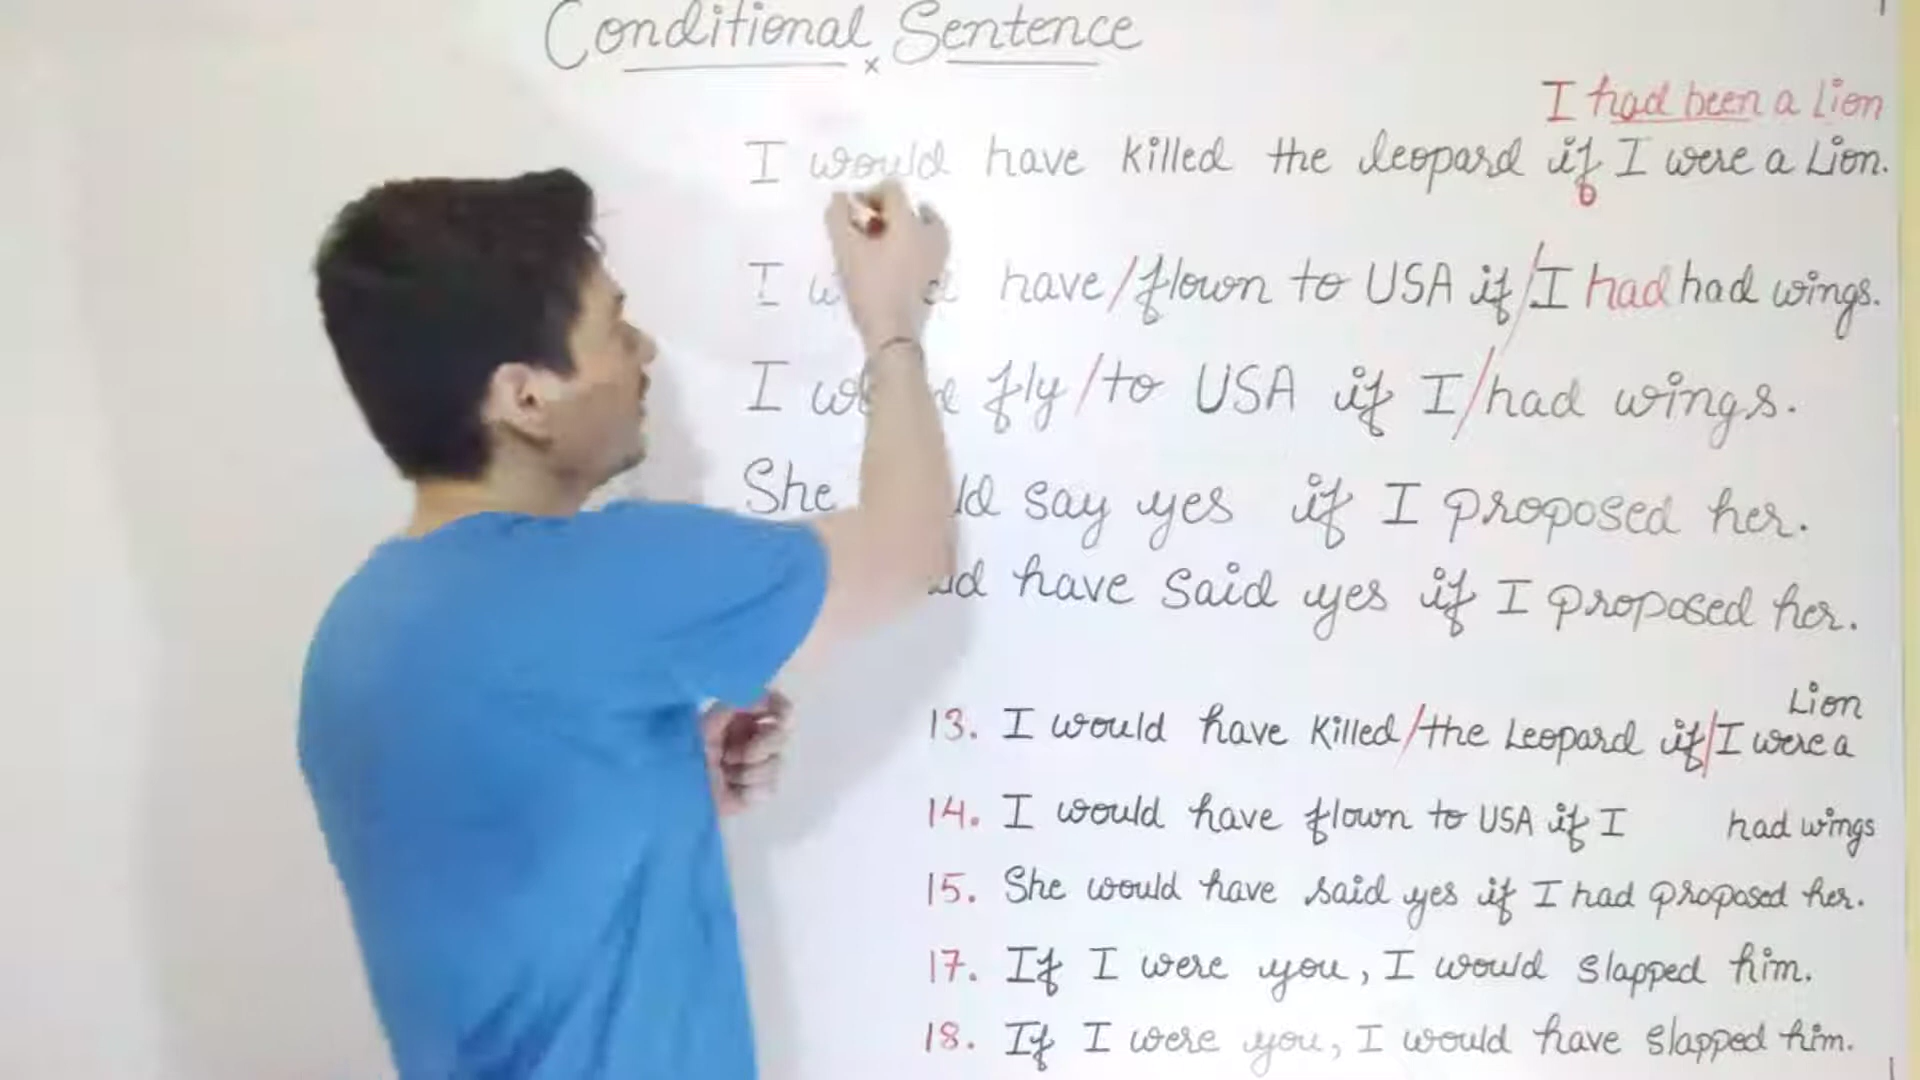 Conditional Sentence
x
I had been a Lion
I would have killed the leopard if I were a Lion.
I have/flown to USA if/I had had wings.
I fly/to USA if I/had wings.
She say yes if I proposed her.
have said yes if I proposed her.
Lion
13. I would have killed/the Leopard if/I were a
14. I would have flown to USA if I had wings
15. She would have said yes if I had proposed her.
17. If I were you, I would slapped him.
18. If I were you, I would have slapped him.